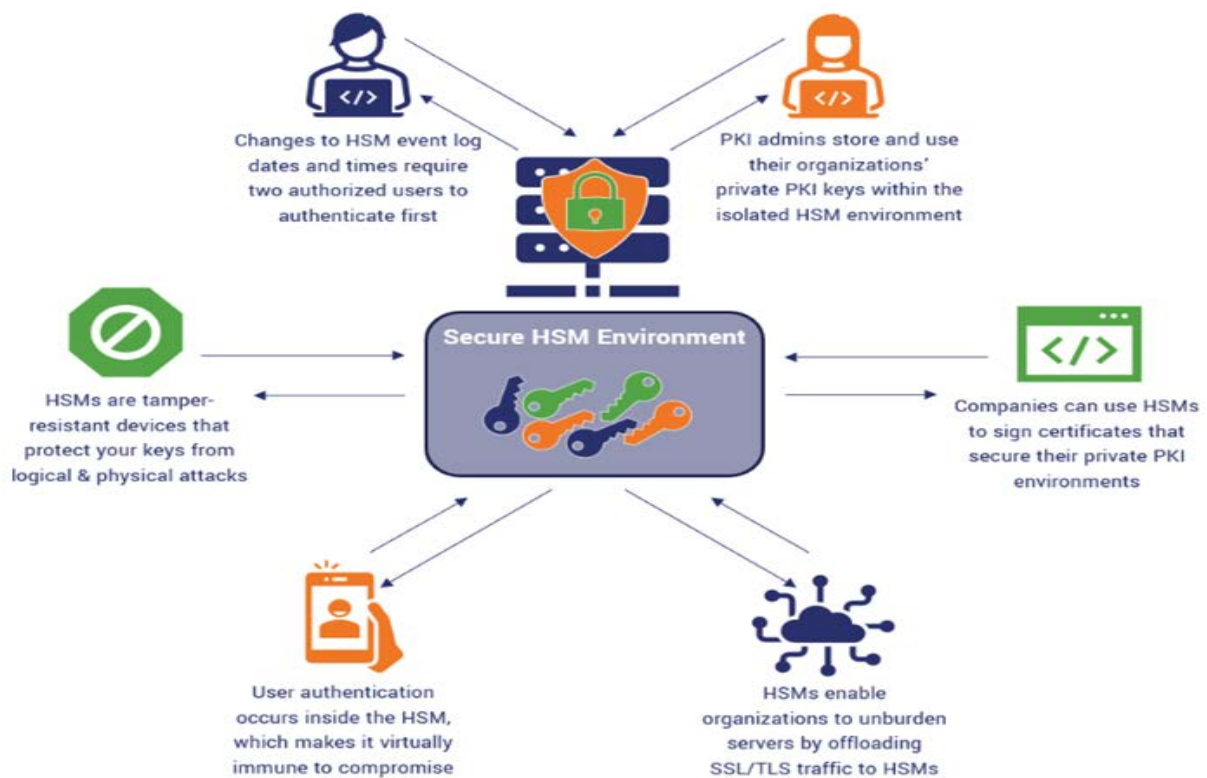 </>
Changes to HSM event log
dates and times require
two authorized users to
authenticate first
</>
PKI admins store and use
their organizations’
private PKI keys within the
isolated HSM environment
Secure HSM Environment
HSMs are tamper-
resistant devices that
protect your keys from
logical & physical attacks
</>
Companies can use HSMs
to sign certificates that
secure their private PKI
environments
User authentication
occurs inside the HSM,
which makes it virtually
immune to compromise
HSMs enable
organizations to unburden
servers by offloading
SSL/TLS traffic to HSMs